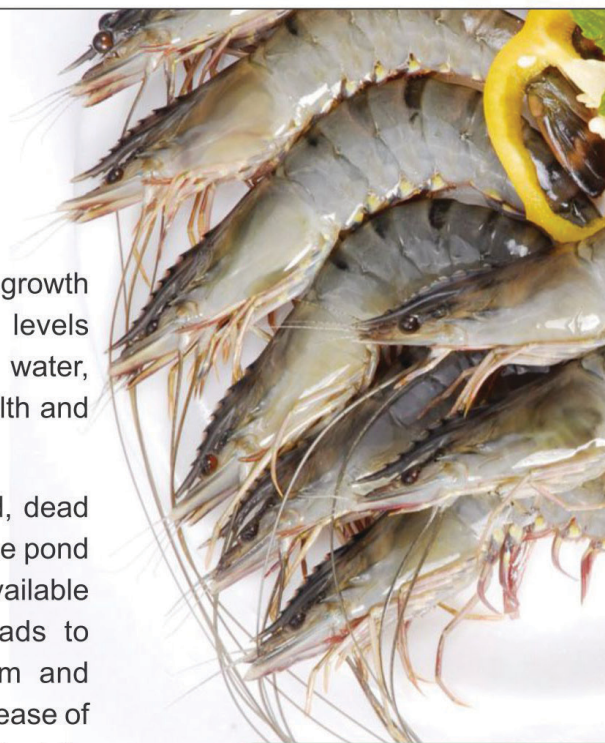 growth
levels
water,
lth and
l, dead
e pond
vailable
ads to
m and
ease of